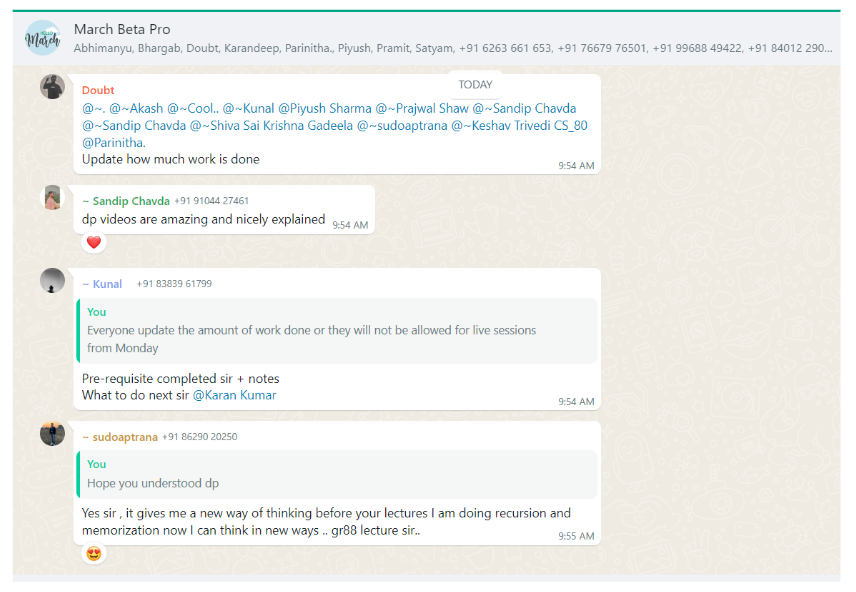 March
March Beta Pro
Abhimanyu, Bhargab, Doubt, Karandeep, Parinitha., Piyush, Pramit, Satyam, +91 6263 661 653, +91 76679 76501, +91 99688 49422, +91 84012 290...
TODAY
Doubt
@~. @~Akash @~Cool.. @~Kunal @Piyush Sharma @~Prajwal Shaw @~Sandip Chavda
@~Sandip Chavda @~Shiva Sai Krishna Gadeela @~sudoaptrana @~Keshav Trivedi CS_80
@Parinitha.
Update how much work is done
9:54 AM
~ Sandip Chavda +91 91044 27461
dp videos are amazing and nicely explained 9:54 AM
~ Kunal +91 83839 61799
You
Everyone update the amount of work done or they will not be allowed for live sessions
from Monday
Pre-requisite completed sir + notes
What to do next sir @Karan Kumar
9:54 AM
~ sudoaptrana +91 86290 20250
You
Hope you understood dp
Yes sir , it gives me a new way of thinking before your lectures I am doing recursion and
memorization now I can think in new ways .. gr88 lecture sir..
9:55 AM